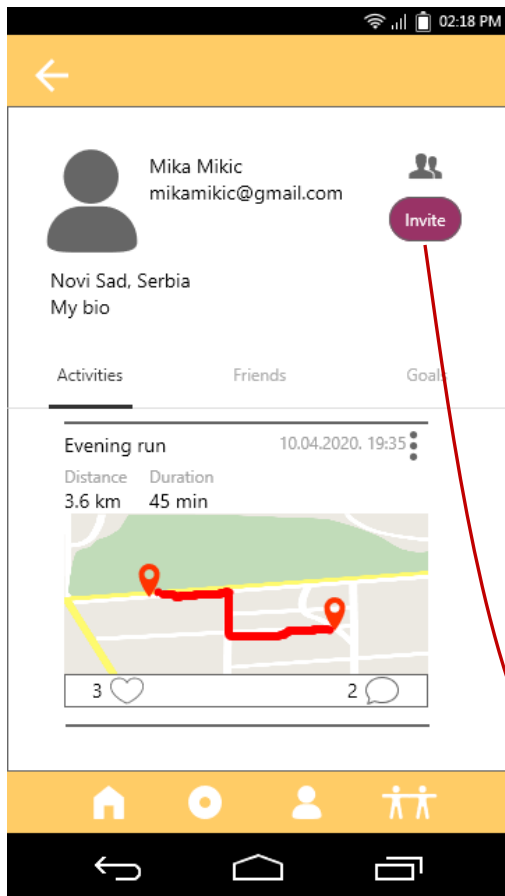 02:18 PM
Mika Mikic
mikamikic@gmail.com
Invite
Novi Sad, Serbia
My bio
Activities Friends Goals
Evening run 10.04.2020. 19:35
Distance Duration
3.6 km 45 min
3 2